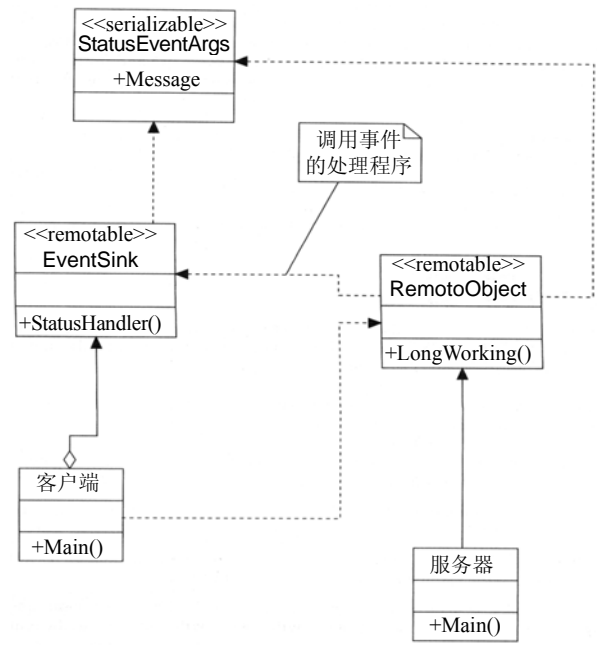 <<serializable>>
StatusEventArgs
+Message
调用事件
的处理程序
<<remotable>>
EventSink
+StatusHandler()
<<remotable>>
RemotoObject
+LongWorking()
客户端
+Main()
服务器
+Main()